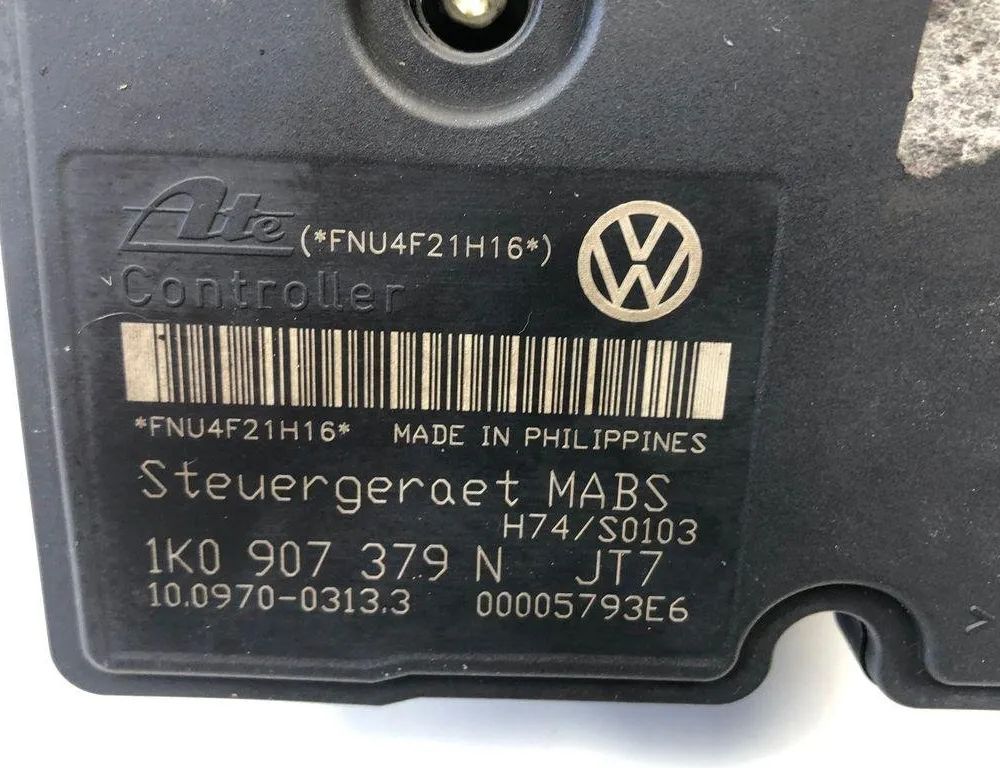 Ate (*FNU4F21H16*)
Controller
*FNU4F21H16* MADE IN PHILIPPINES
Steuergeraet MABS
H74/S0103
1K0 907 379 N JT7
10.0970-0313.3 00005793E6